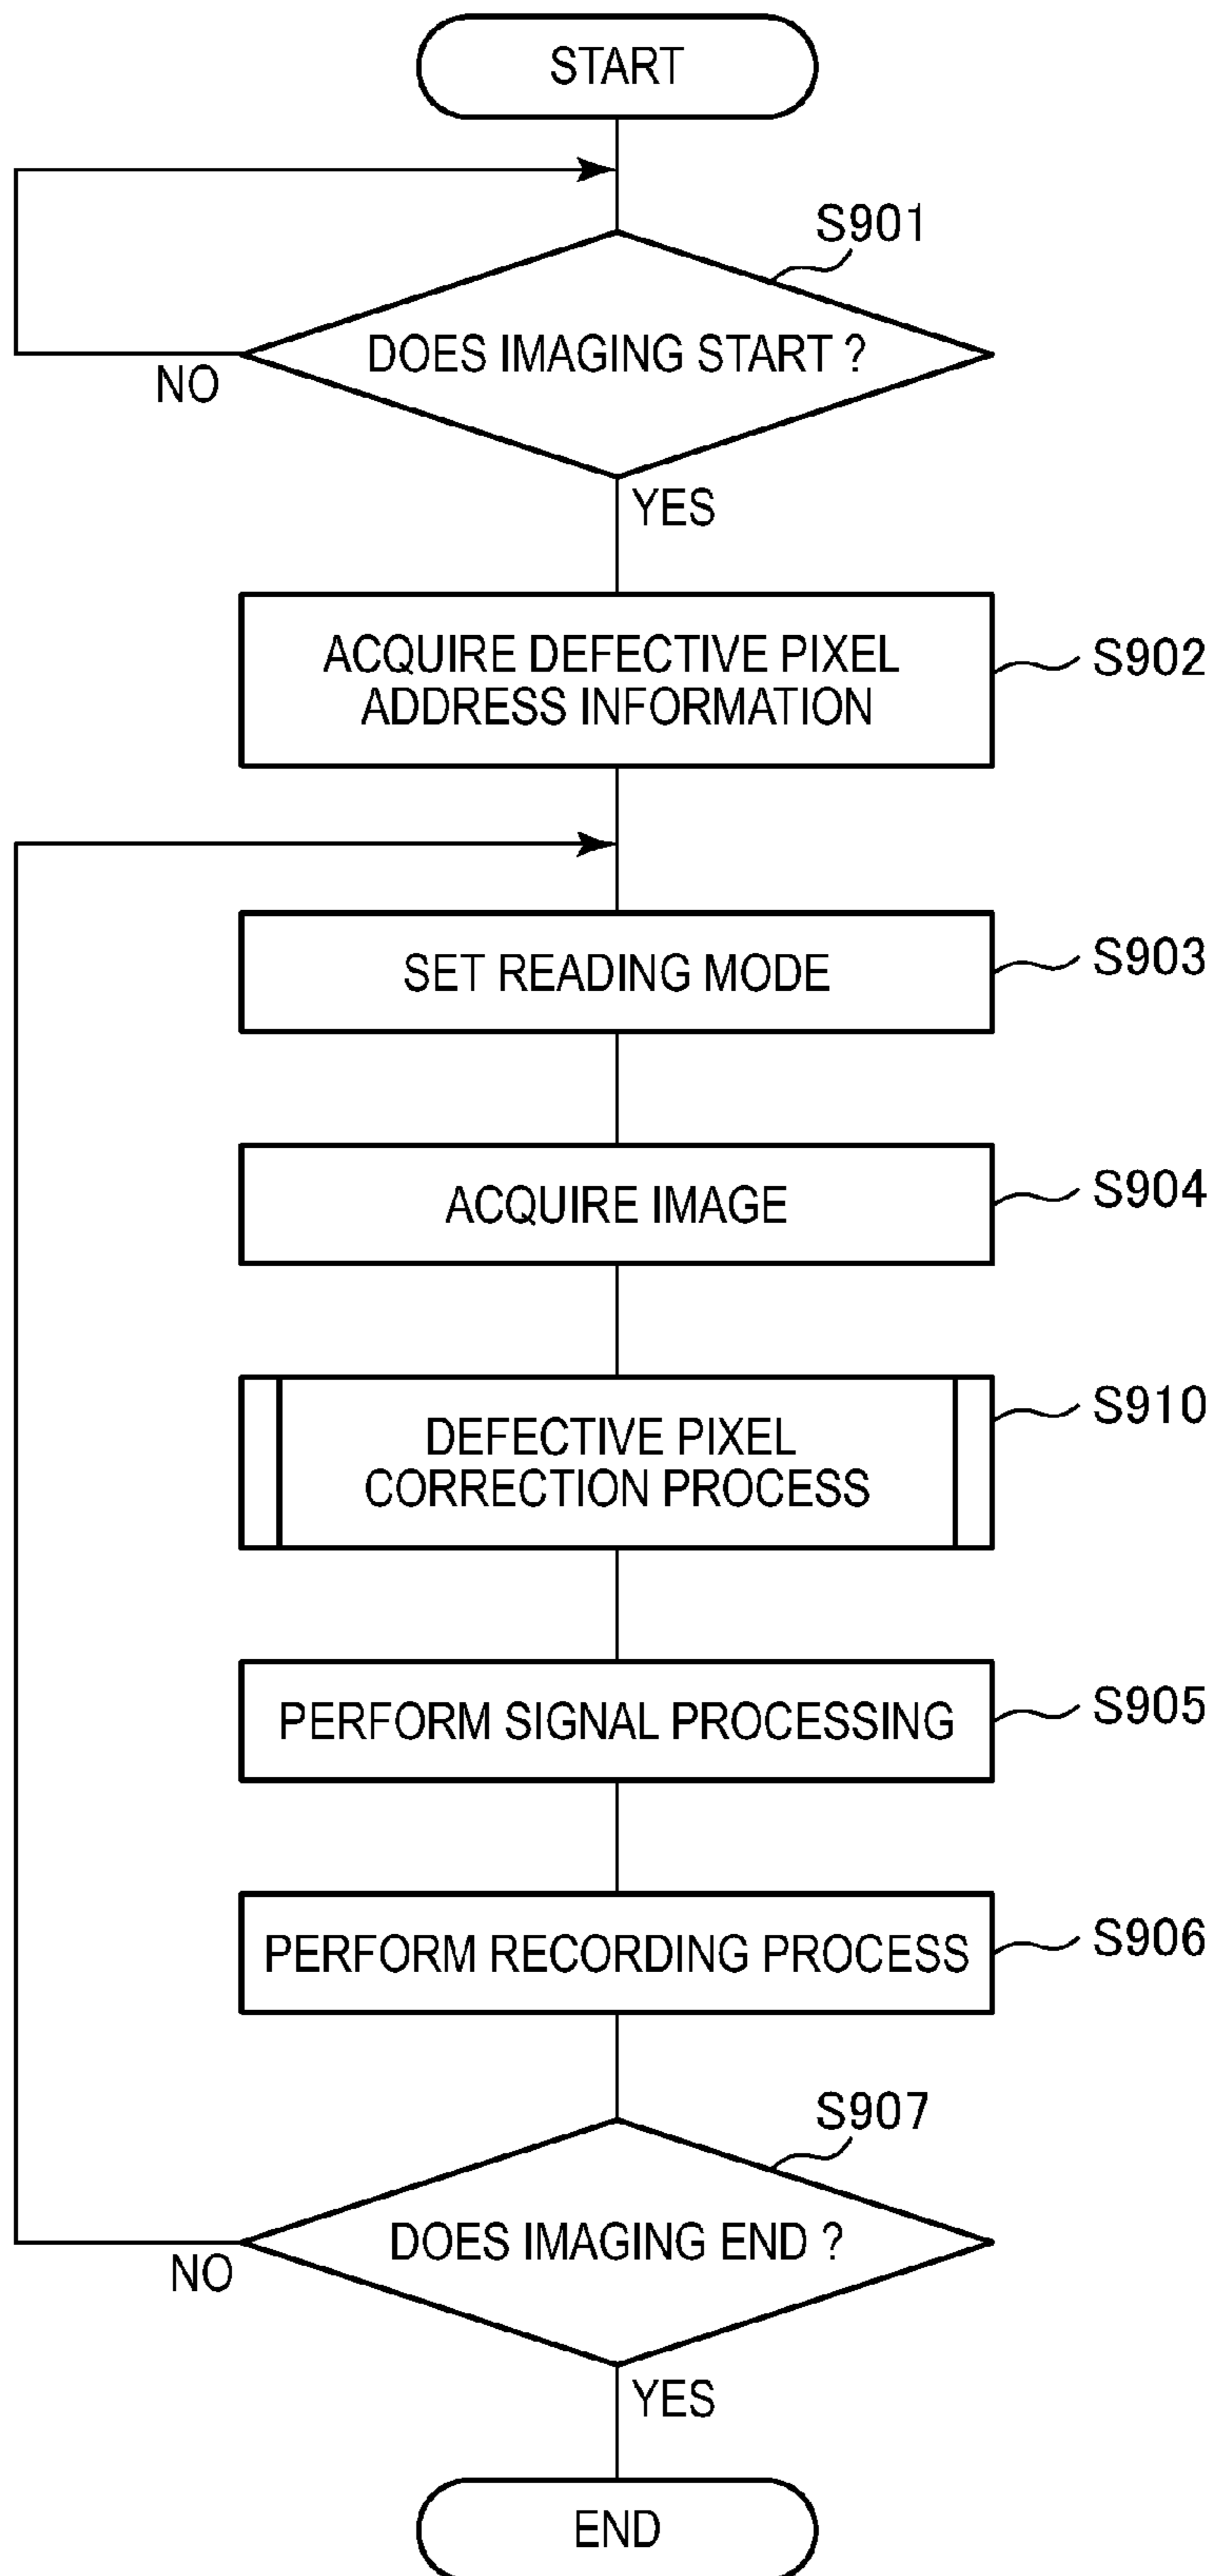 START
S901
DOES IMAGING START ?
NO
YES
ACQUIRE DEFECTIVE PIXEL
ADDRESS INFORMATION
S902
SET READING MODE
S903
ACQUIRE IMAGE
S904
DEFECTIVE PIXEL
CORRECTION PROCESS
S910
PERFORM SIGNAL PROCESSING
S905
PERFORM RECORDING PROCESS
S906
S907
DOES IMAGING END ?
NO
YES
END